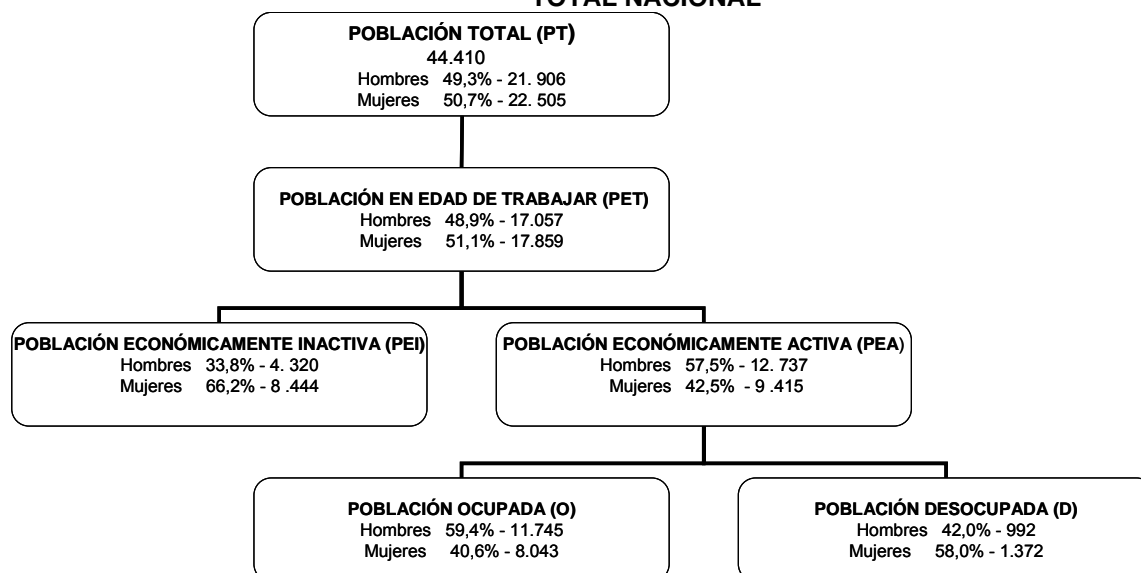 TOTAL NACIONAL
POBLACIÓN TOTAL (PT)
44.410
Hombres 49,3% - 21. 906
Mujeres 50,7% - 22. 505
POBLACIÓN EN EDAD DE TRABAJAR (PET)
Hombres 48,9% - 17.057
Mujeres 51,1% - 17.859
POBLACIÓN ECONÓMICAMENTE INACTIVA (PEI)
Hombres 33,8% - 4. 320
Mujeres 66,2% - 8 .444
POBLACIÓN ECONÓMICAMENTE ACTIVA (PEA)
Hombres 57,5% - 12. 737
Mujeres 42,5% - 9 .415
POBLACIÓN OCUPADA (O)
Hombres 59,4% - 11.745
Mujeres 40,6% - 8.043
POBLACIÓN DESOCUPADA (D)
Hombres 42,0% - 992
Mujeres 58,0% - 1.372